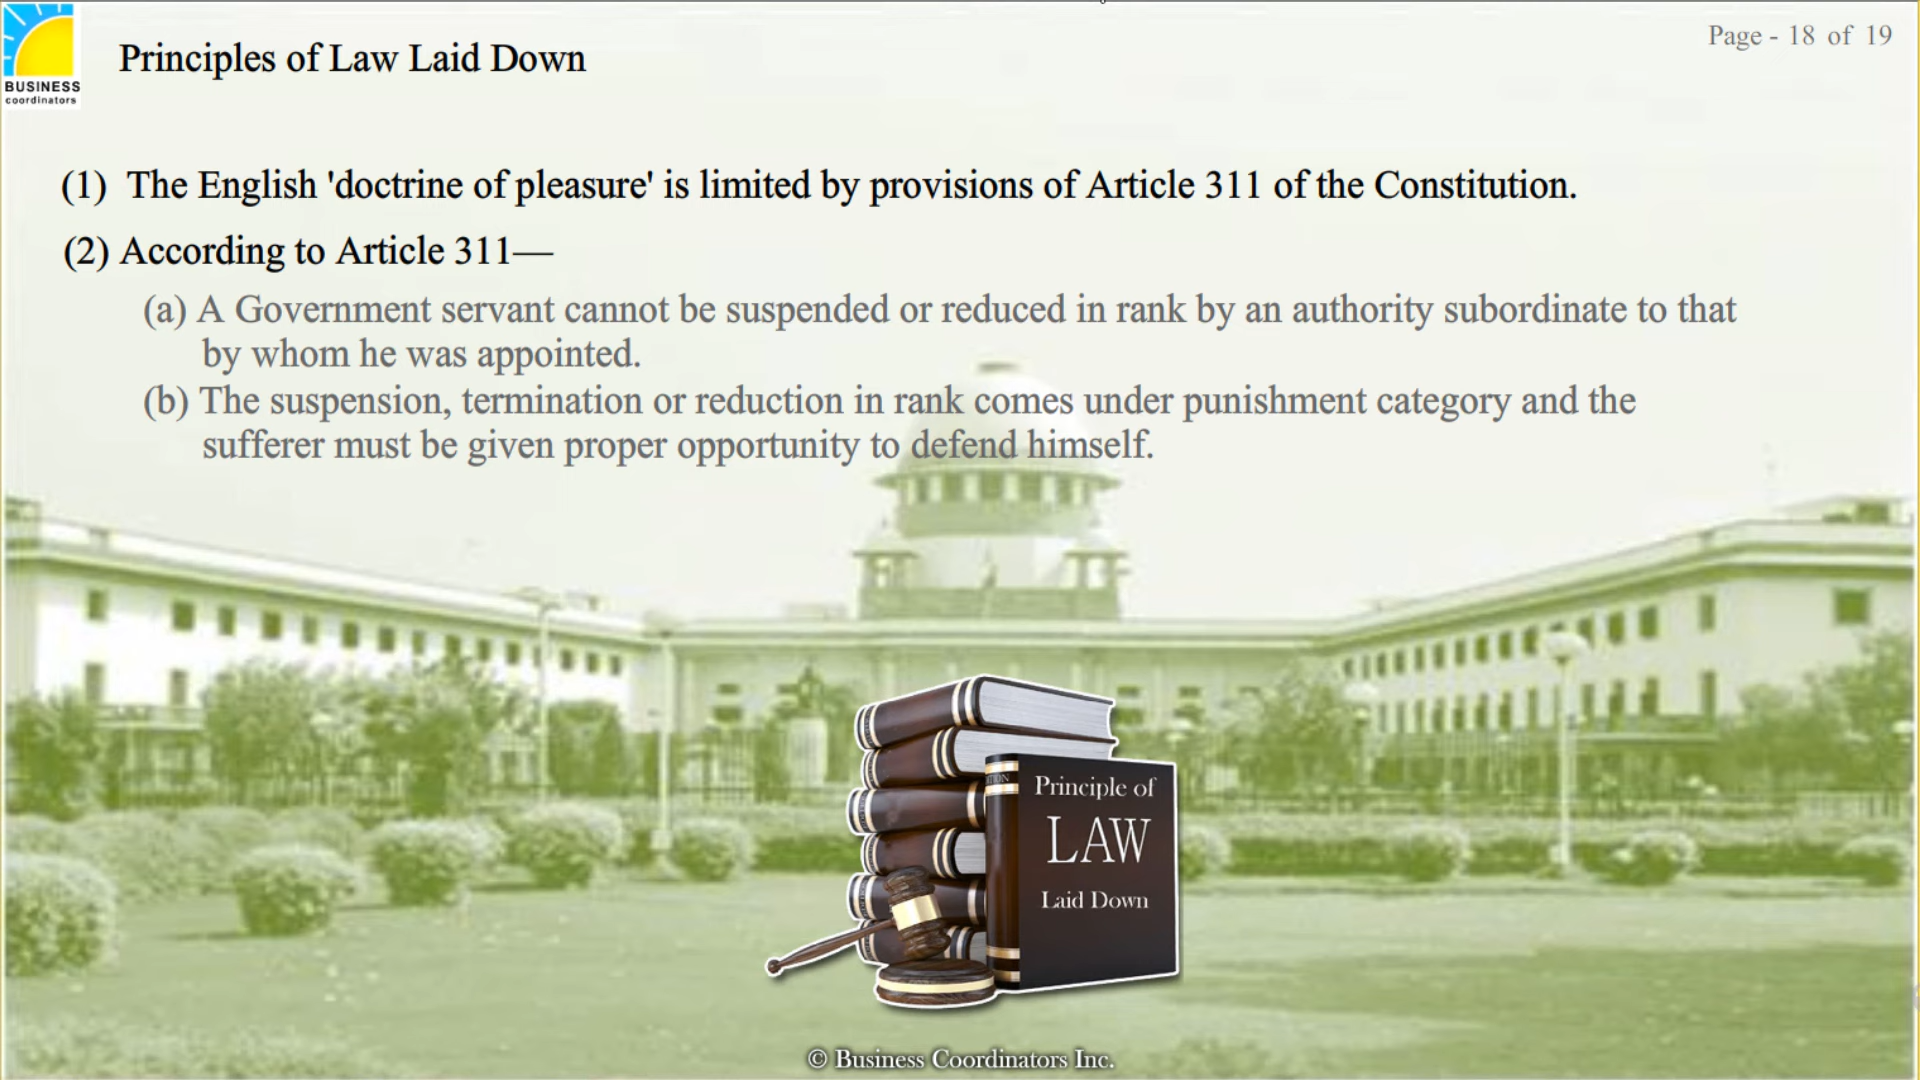 BUSINESS
coordinators
Principles of Law Laid Down
Page - 18 of 19
(1) The English 'doctrine of pleasure' is limited by provisions of Article 311 of the Constitution.
(2) According to Article 311—
(a) A Government servant cannot be suspended or reduced in rank by an authority subordinate to that
by whom he was appointed.
(b) The suspension, termination or reduction in rank comes under punishment category and the
sufferer must be given proper opportunity to defend himself.
Principle of
LAW
Laid Down
© Business Coordinators Inc.